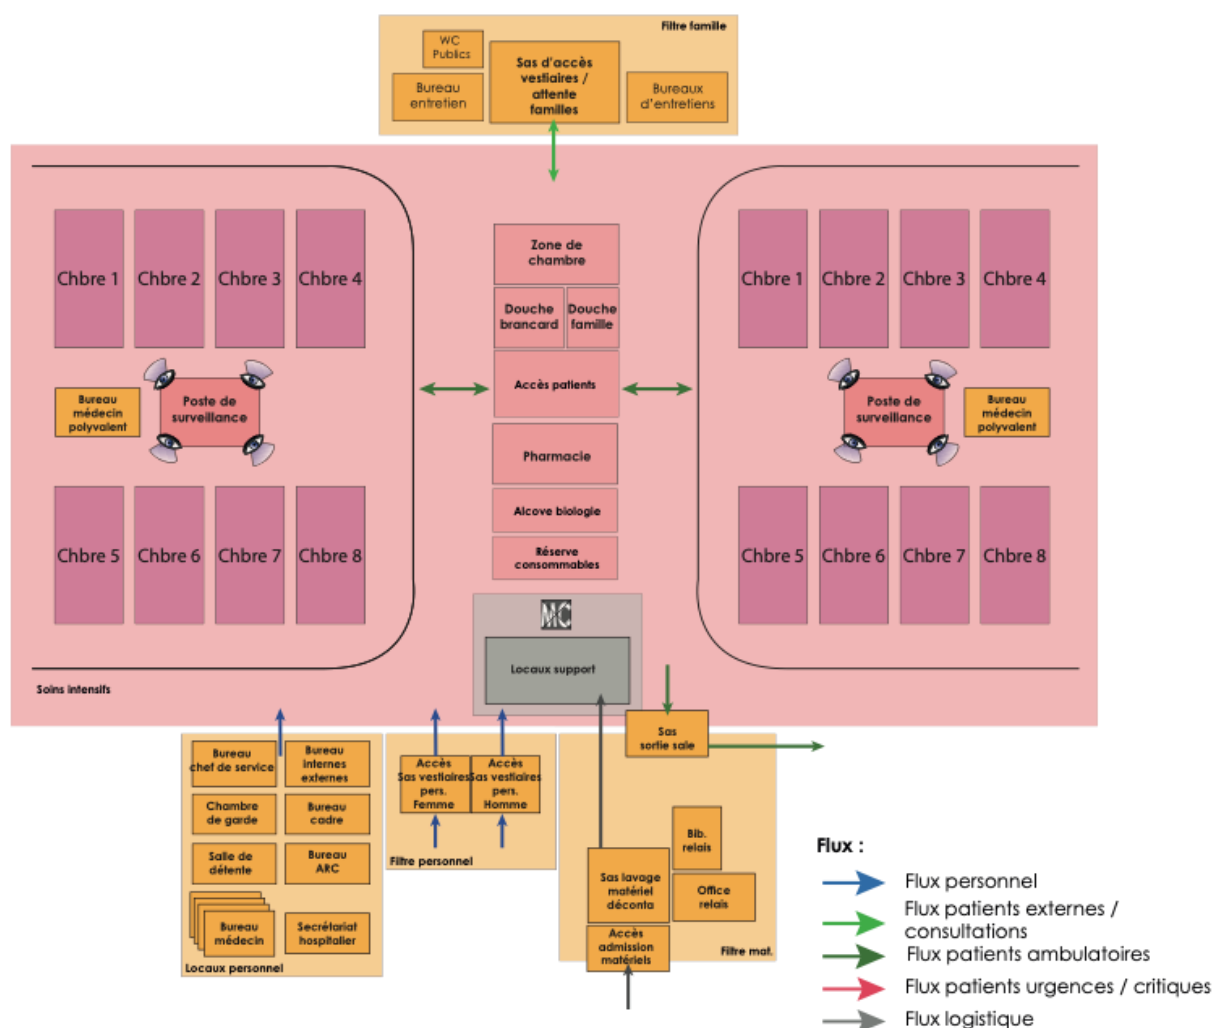 Filtre famille
WC
Publics
Sas d'accès
vestiaires /
attente
familles
Bureau
entretien
Bureaux
d'entretiens
Chbre 1
Chbre 2
Chbre 3
Chbre 4
Zone de
chambre
Chbre 1
Chbre 2
Chbre 3
Chbre 4
Douche
brancard
Douche
famille
Bureau
médecin
polyvalent
Poste de
surveillance
Accès patients
Poste de
surveillance
Bureau
médecin
polyvalent
Pharmacie
Chbre 5
Chbre 6
Chbre 7
Chbre 8
Alcove biologie
Réserve
consommables
Chbre 5
Chbre 6
Chbre 7
Chbre 8
MC
Locaux support
Soins intensifs
Sas
sortie sale
Bureau
chef de service
Bureau
internes
externes
Chambre
de garde
Bureau
cadre
Salle de
détente
Bureau
ARC
Bureau
médecin
Secrétariat
hospitalier
Locaux personnel
Accès
Sas vestiaires
pers.
Femme
Accès
Sas vestiaires
pers.
Homme
Filtre personnel
Bib.
relais
Sas lavage
matériel
déconta
Office
relais
Accès
admission
matériels
Filtre mat.
Flux :
Flux personnel
Flux patients externes /
consultations
Flux patients ambulatoires
Flux patients urgences / critiques
Flux logistique